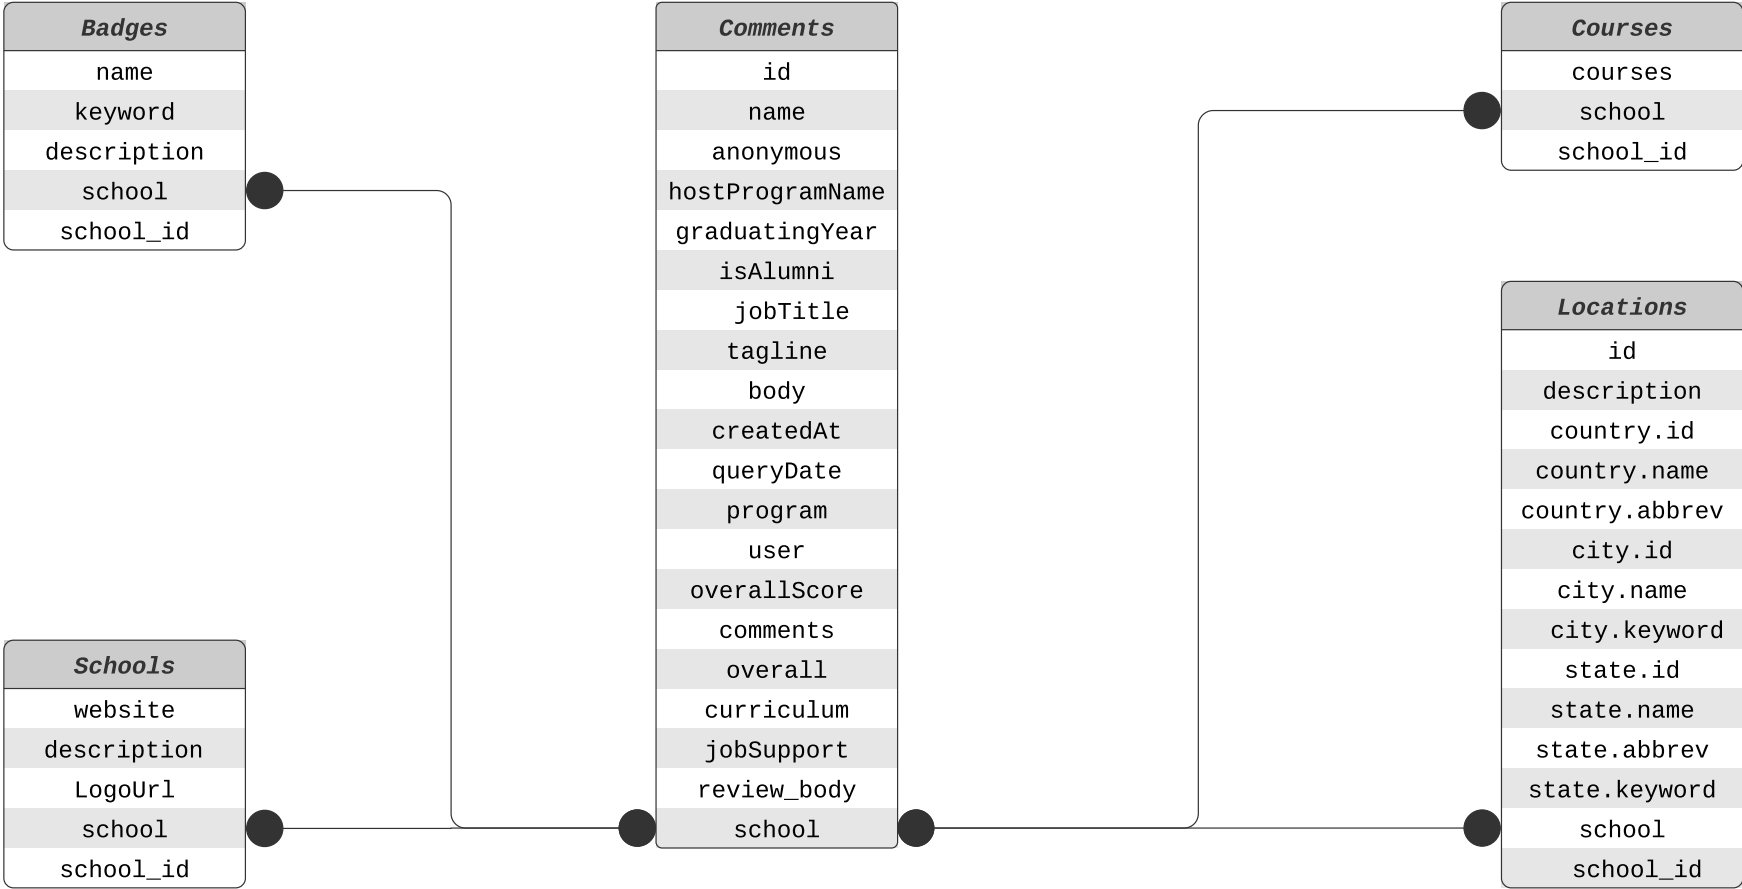 Badges
name
keyword
description
school
school_id
Schools
website
description
LogoUrl
school
school_id
Comments
id
name
anonymous
hostProgramName
graduatingYear
isAlumni
jobTitle
tagline
body
createdAt
queryDate
program
user
overallScore
comments
overall
curriculum
jobSupport
review_body
school
Courses
courses
school
school_id
Locations
id
description
country.id
country.name
country.abbrev
city.id
city.name
city.keyword
state.id
state.name
state.abbrev
state.keyword
school
school_id